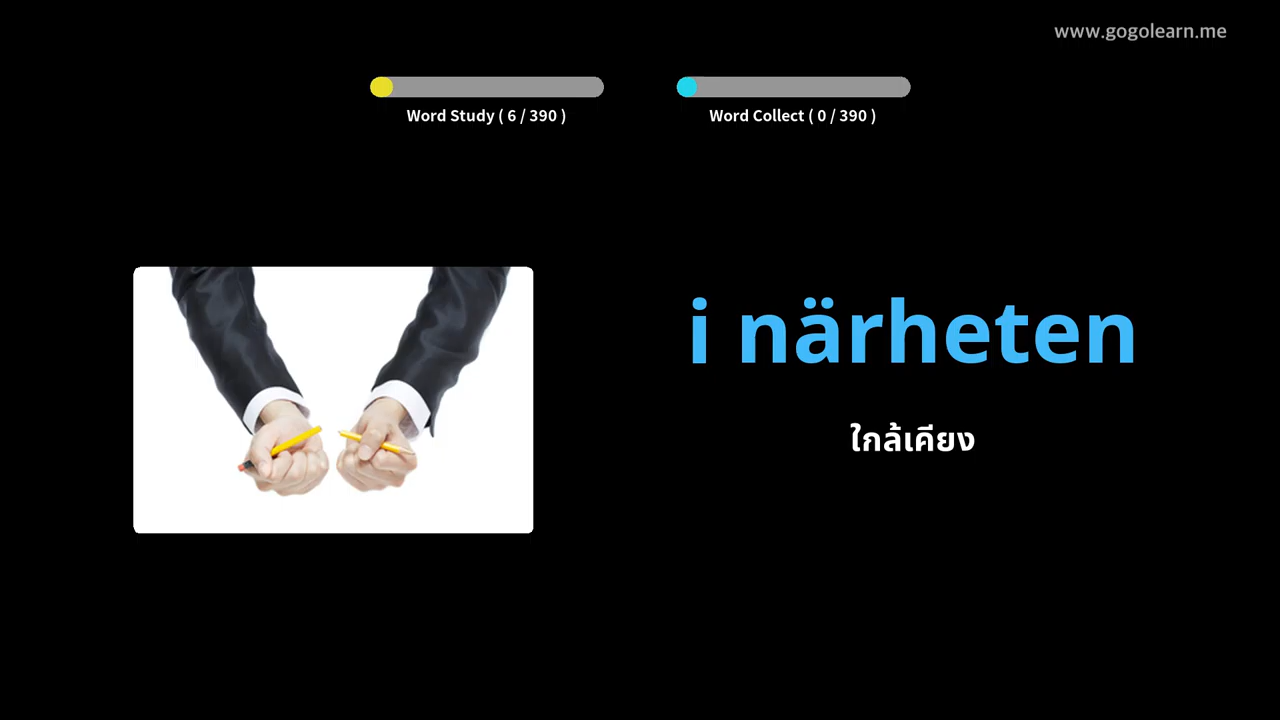 www.gogolearn.me
Word Study ( 6 / 390 )
Word Collect ( 0 / 390 )
i närheten
ใกล้เคียง